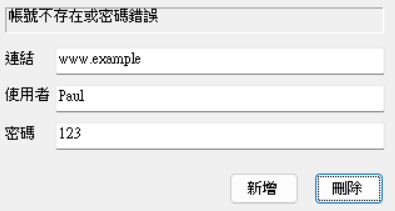 帳號不存在或密碼錯誤
連結 www.example
使用者 Paul
密碼 123
新增 刪除